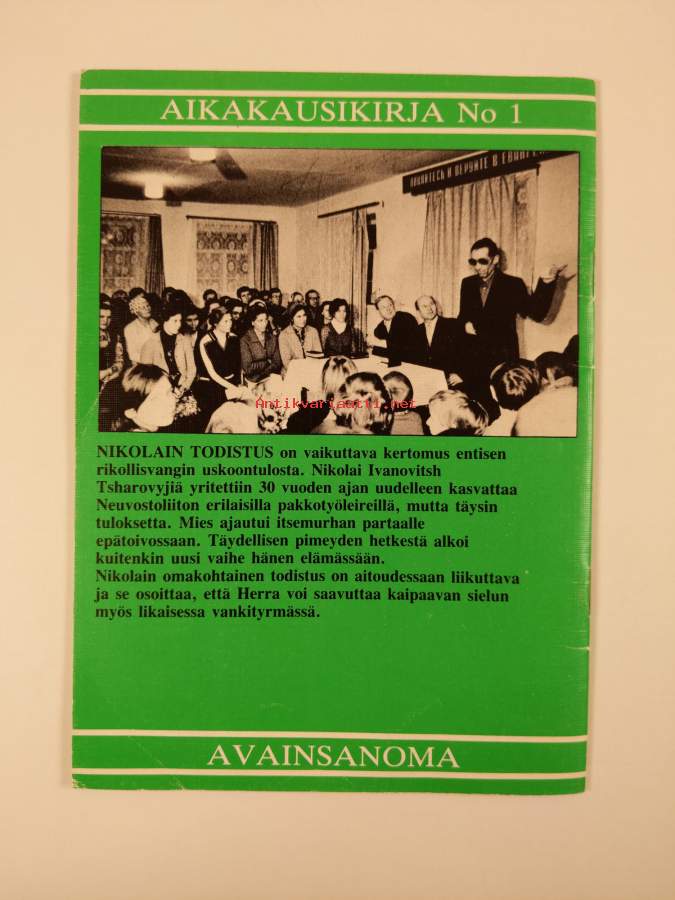 AIKAKAUSIKIRJA No 1
ПОКАЙТЕСЬ И ВЕРУЙТЕ В ЕВАНГЕ
Antikvariaatti.net
NIKOLAIN TODISTUS on vaikuttava kertomus entisen
rikollisvangin uskoontulosta. Nikolai Ivanovitsh
Tsharovyjiä yritettiin 30 vuoden ajan uudelleen kasvattaa
Neuvostoliiton erilaisilla pakkotyöleireillä, mutta täysin
tuloksetta. Mies ajautui itsemurhan partaalle
epätoivossaan. Täydellisen pimeyden hetkestä alkoi
kuitenkin uusi vaihe hänen elämässään.
Nikolain omakohtainen todistus on aitoudessaan liikuttava
ja se osoittaa, että Herra voi saavuttaa kaipaavan sielun
myös likaisessa vankityrmässä.
AVAINSANOMA